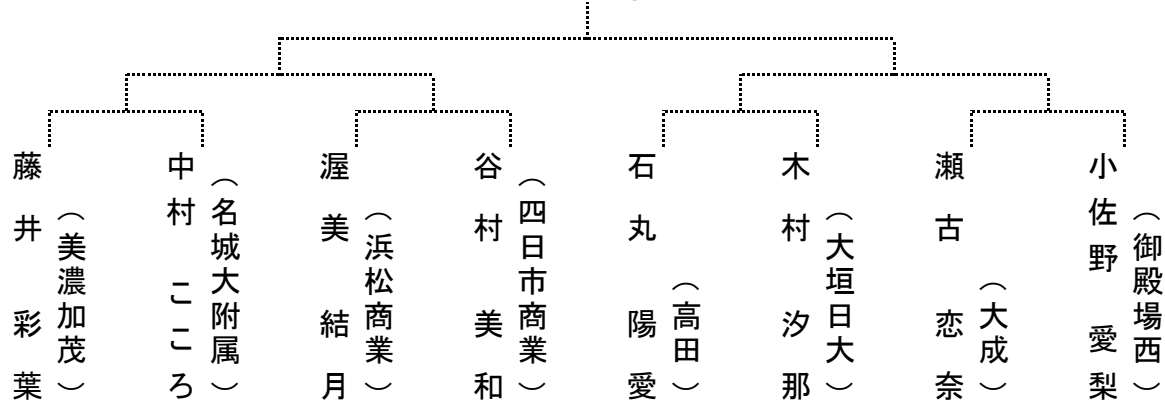 藤井 彩葉
（美濃加茂）
中村 こころ
（名城大附属）
渥美 結月
（浜松商業）
谷村 美和
（四日市商業）
石丸 陽愛
（高田）
木村 汐那
（大垣日大）
瀬古 恋奈
（大成）
小佐野 愛梨
（御殿場西）